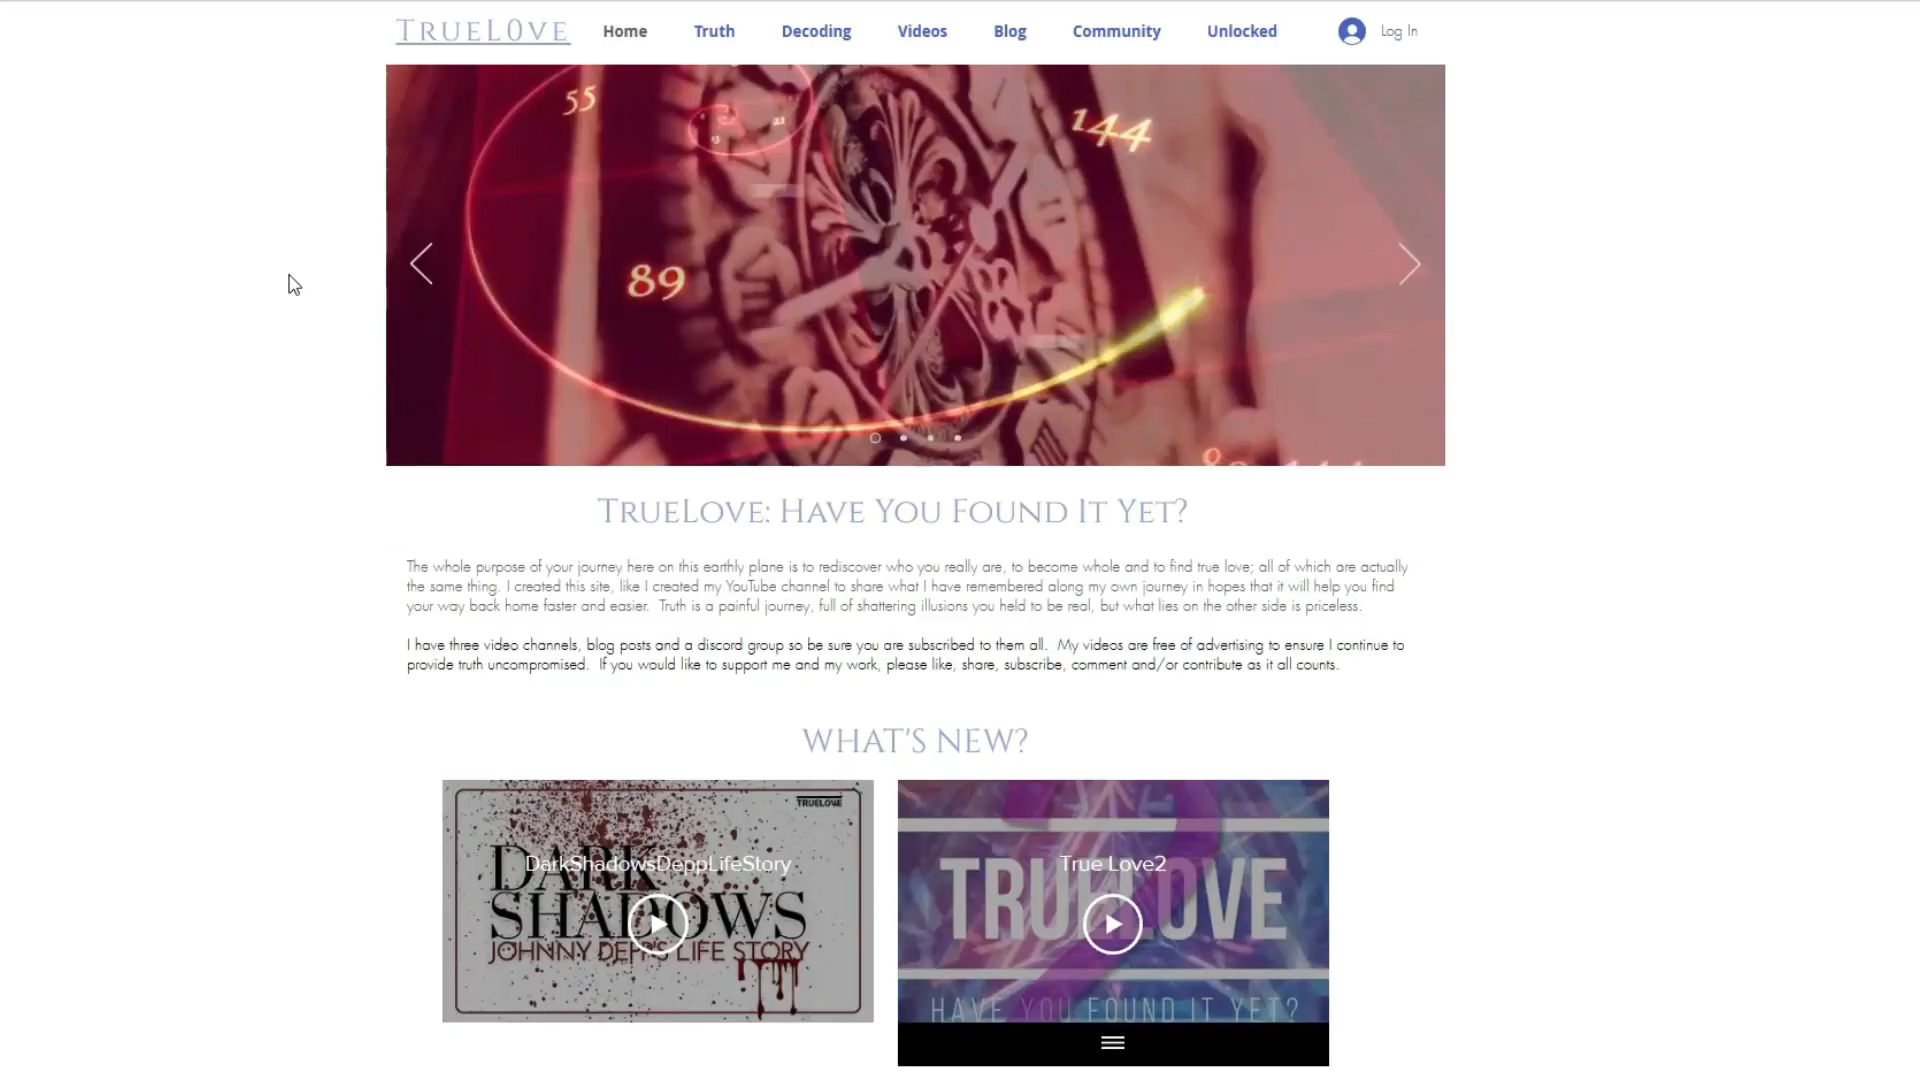 TrueL0ve
Home
Truth
Decoding
Videos
Blog
Community
Unlocked
Log In
55
144
89
TrueLove: Have You Found It Yet?
The whole purpose of your journey here on this earthly plane is to rediscover who you really are, to become whole and to find true love; all of which are actually
the same thing. I created this site, like I created my YouTube channel to share what I have remembered along my own journey in hopes that it will help you find
your way back home faster and easier. Truth is a painful journey, full of shattering illusions you held to be real, but what lies on the other side is priceless.
I have three video channels, blog posts and a discord group so be sure you are subscribed to them all. My videos are free of advertising to ensure I continue to
provide truth uncompromised. If you would like to support me and my work, please like, share, subscribe, comment and/or contribute as it all counts.
WHAT'S NEW?
TRUELOVE
DarkShadowsDeppLifeStory
DARK
SHADOWS
JOHNNY DEPP'S LIFE STORY
True Love2
TRUELOVE
HAVE YOU FOUND IT YET?